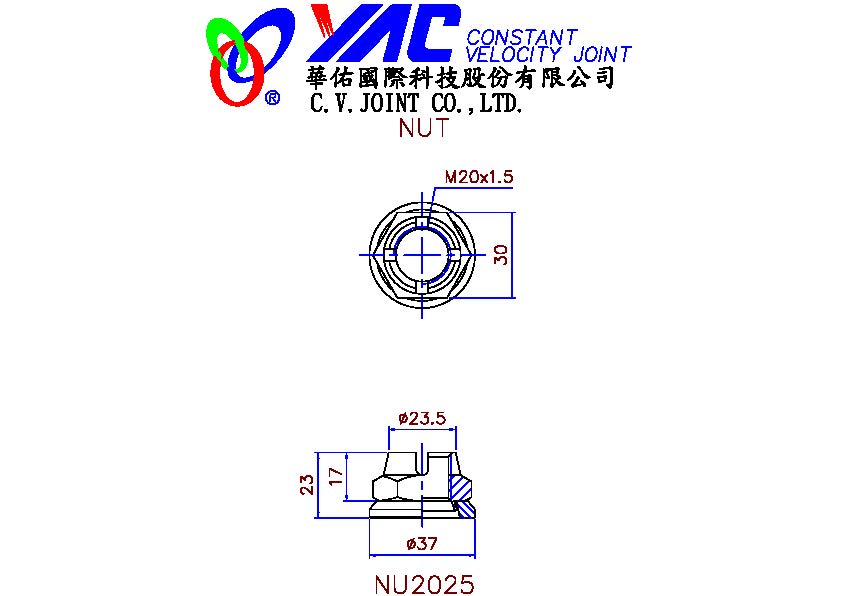 YAC CONSTANT
VELOCITY JOINT
華佑國際科技股份有限公司
®
C.V.JOINT CO.,LTD.
NUT
M20x1.5
30
ø23.5
23
17
ø37
NU2025